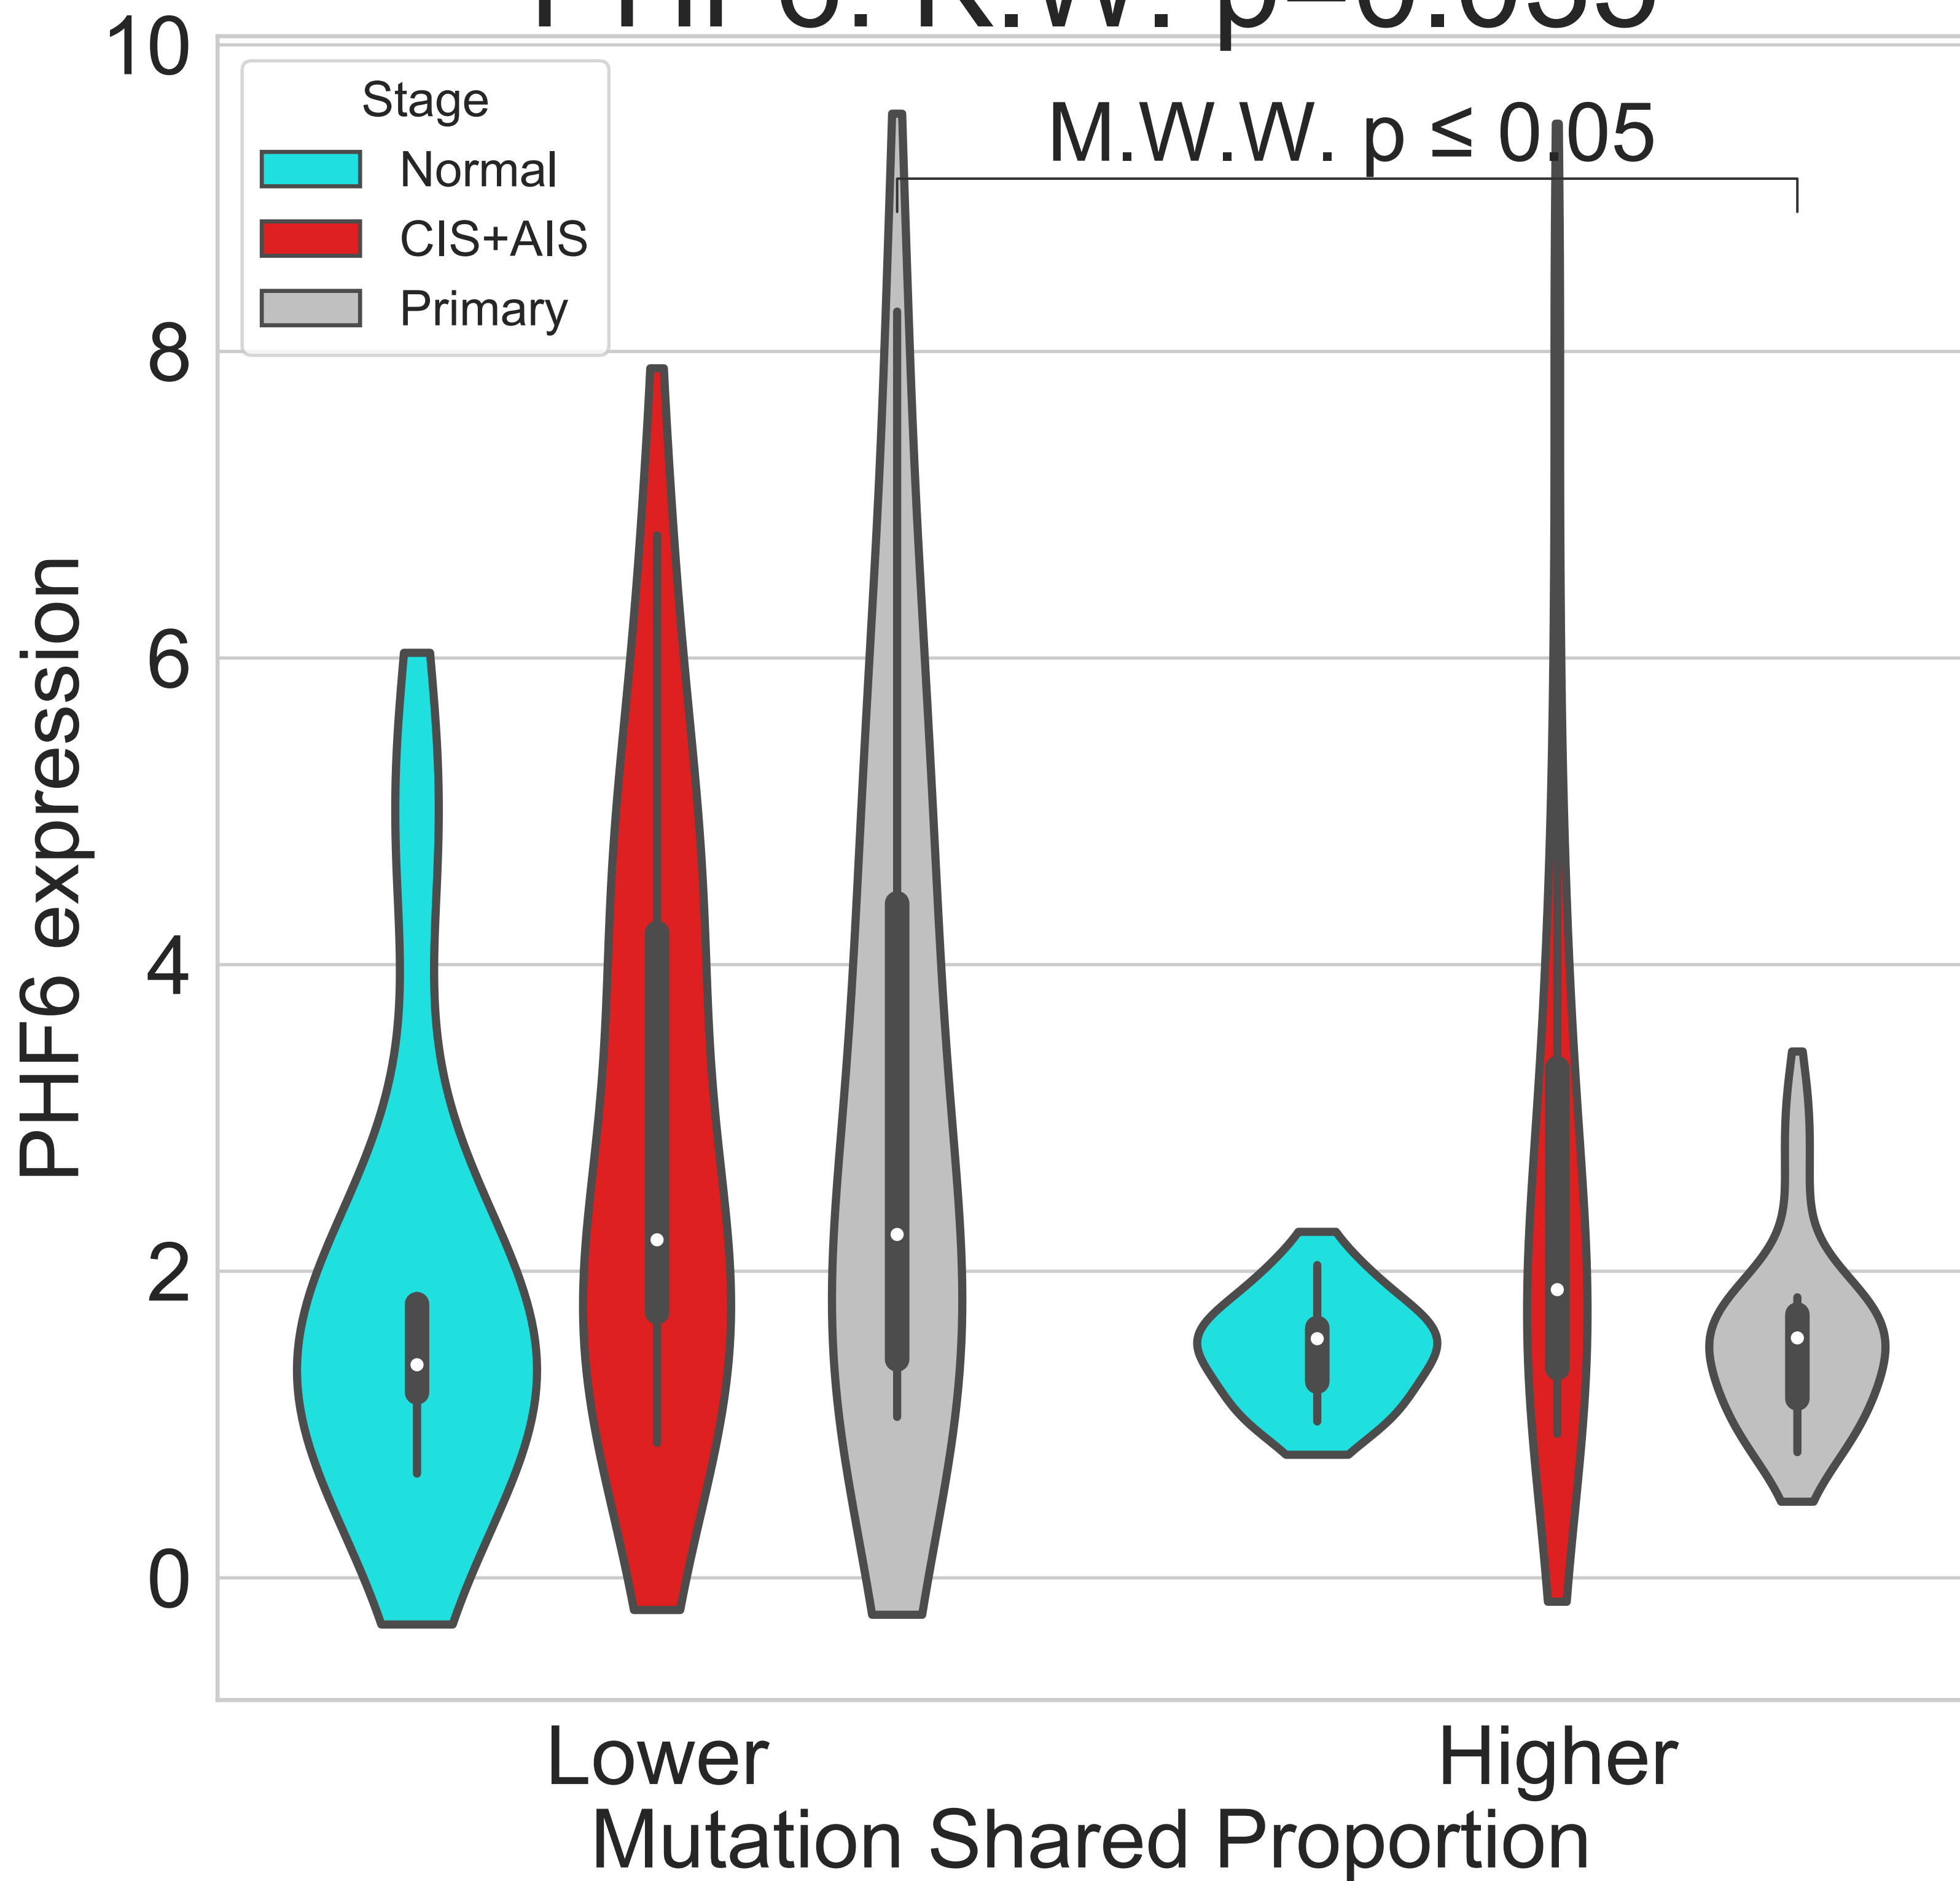 PHF6: K.W.
10
Stage
Normal
CIS+AIS
Primary
M.W.W. p ≤ 0.05
8
6
4
2
0
PHF6 expression
Lower
Higher
Mutation Shared Proportion